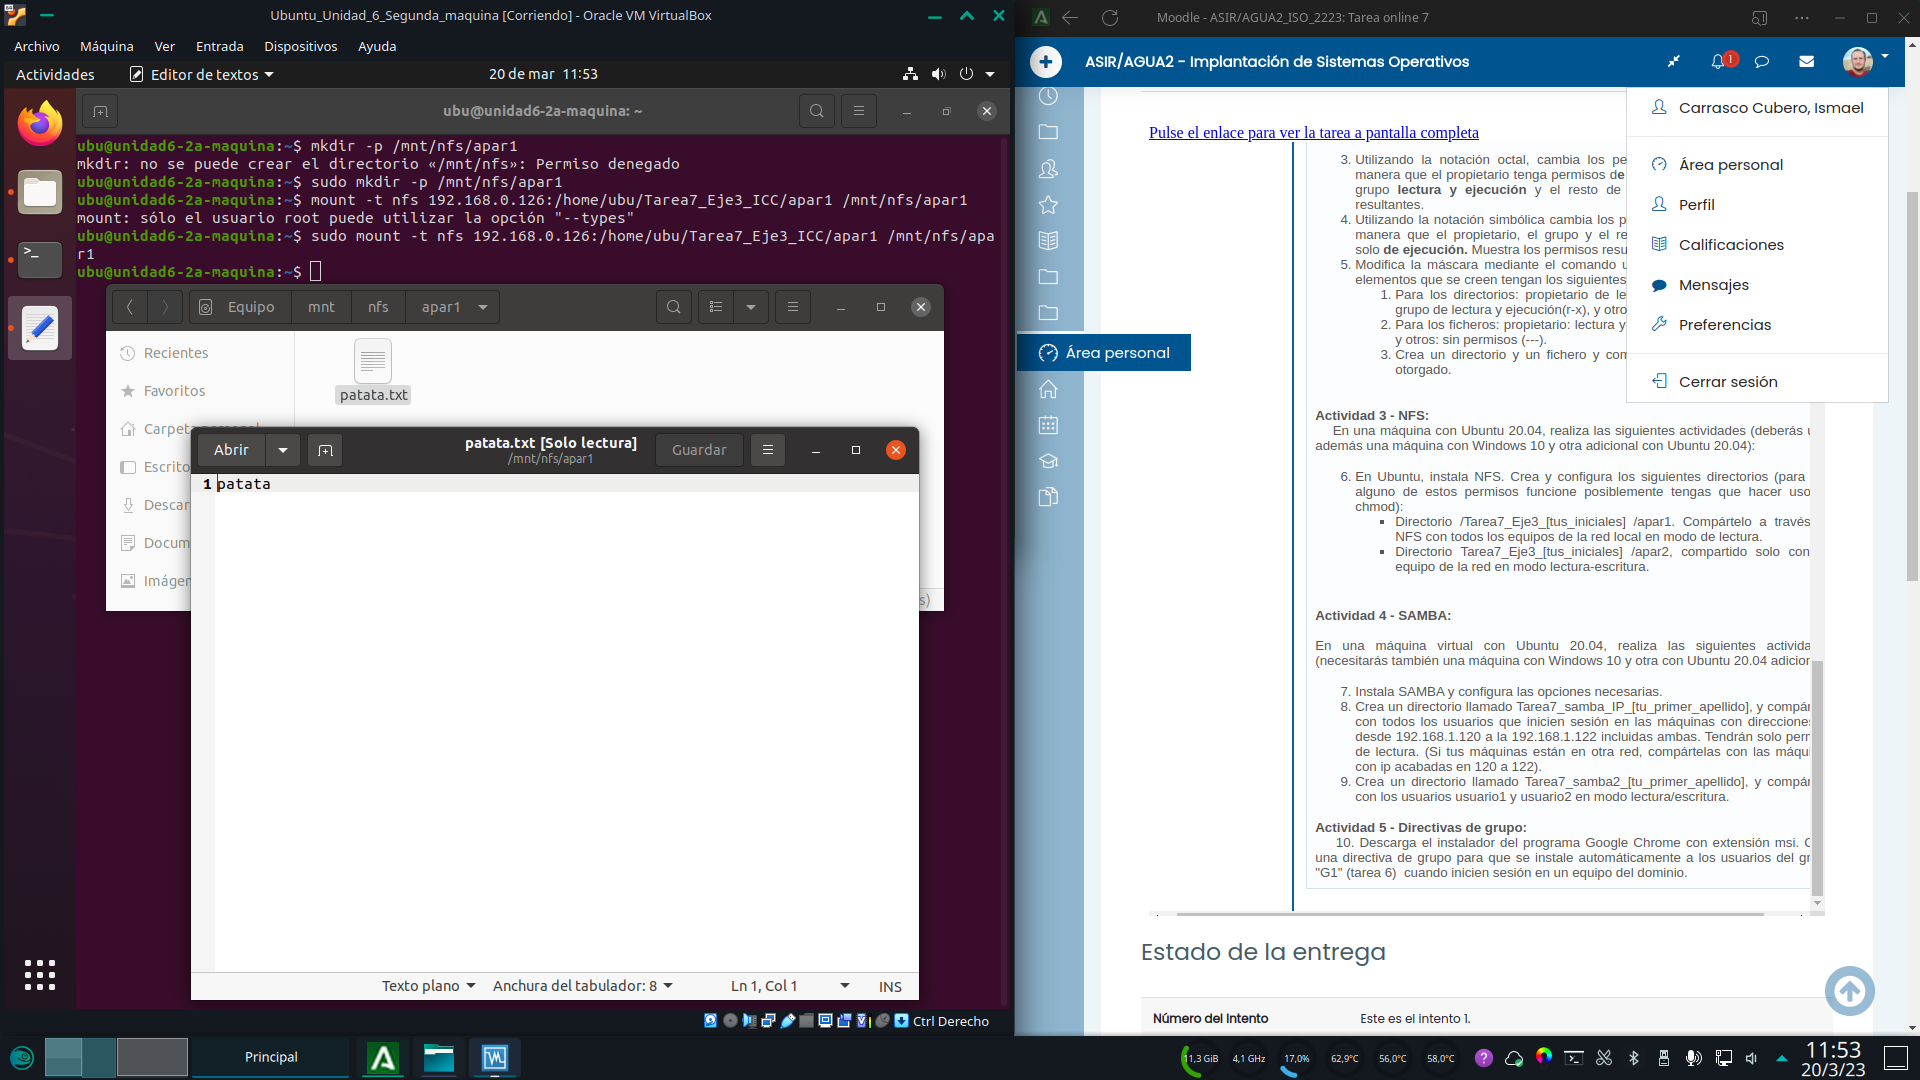 Ubuntu_Unidad_6_Segunda_maquina [Corriendo] - Oracle VM VirtualBox
Archivo Máquina Ver Entrada Dispositivos Ayuda
Actividades Editor de textos 20 de mar 11:53
ubu@unidad6-2a-maquina: ~
ubu@unidad6-2a-maquina:~$ mkdir -p /mnt/nfs/apar1
mkdir: no se puede crear el directorio «/mnt/nfs»: Permiso denegado
ubu@unidad6-2a-maquina:~$ sudo mkdir -p /mnt/nfs/apar1
ubu@unidad6-2a-maquina:~$ mount -t nfs 192.168.0.126:/home/ubu/Tarea7_Eje3_ICC/apar1 /mnt/nfs/apar1
mount: sólo el usuario root puede utilizar la opción "--types"
ubu@unidad6-2a-maquina:~$ sudo mount -t nfs 192.168.0.126:/home/ubu/Tarea7_Eje3_ICC/apar1 /mnt/nfs/apa
r1
ubu@unidad6-2a-maquina:~$
Equipo mnt nfs apar1
Recientes
Favoritos
Carpeta personal
Escrito
Descar
Docum
Imáger
patata.txt
s)
Abrir
patata.txt [Solo lectura]
/mnt/nfs/apar1
Guardar
1 patata
Texto plano Anchura del tabulador: 8 Ln 1, Col 1 INS
Ctrl Derecho
Moodle - ASIR/AGUA2_ISO_2223: Tarea online 7
ASIR/AGUA2 - Implantación de Sistemas Operativos
1
Carrasco Cubero, Ismael
Área personal
Perfil
Calificaciones
Mensajes
Preferencias
Cerrar sesión
Área personal
Pulse el enlace para ver la tarea a pantalla completa
3. Utilizando la notación octal, cambia los pe
manera que el propietario tenga permisos de
grupo lectura y ejecución y el resto de
resultantes.
4. Utilizando la notación simbólica cambia los p
manera que el propietario, el grupo y el re
solo de ejecución. Muestra los permisos resu
5. Modifica la máscara mediante el comando u
elementos que se creen tengan los siguientes
1. Para los directorios: propietario de le
grupo de lectura y ejecución(r-x), y otro
2. Para los ficheros: propietario: lectura y
y otros: sin permisos (---).
3. Crea un directorio y un fichero y com
otorgado.
Actividad 3 - NFS:
En una máquina con Ubuntu 20.04, realiza las siguientes actividades (deberás u
además una máquina con Windows 10 y otra adicional con Ubuntu 20.04):
6. En Ubuntu, instala NFS. Crea y configura los siguientes directorios (para
alguno de estos permisos funcione posiblemente tengas que hacer uso
chmod):
▪ Directorio /Tarea7_Eje3_[tus_iniciales] /apar1. Compártelo a través
NFS con todos los equipos de la red local en modo de lectura.
▪ Directorio Tarea7_Eje3_[tus_iniciales] /apar2, compartido solo con
equipo de la red en modo lectura-escritura.
Actividad 4 - SAMBA:
En una máquina virtual con Ubuntu 20.04, realiza las siguientes activida
(necesitarás también una máquina con Windows 10 y otra con Ubuntu 20.04 adicior
7. Instala SAMBA y configura las opciones necesarias.
8. Crea un directorio llamado Tarea7_samba_IP_[tu_primer_apellido], y compár
con todos los usuarios que inicien sesión en las máquinas con direcciones
desde 192.168.1.120 a la 192.168.1.122 incluidas ambas. Tendrán solo perr
de lectura. (Si tus máquinas están en otra red, compártelas con las máqui
con ip acabadas en 120 a 122).
9. Crea un directorio llamado Tarea7_samba2_[tu_primer_apellido], y compár
con los usuarios usuario1 y usuario2 en modo lectura/escritura.
Actividad 5 - Directivas de grupo:
10. Descarga el instalador del programa Google Chrome con extensión msi. C
una directiva de grupo para que se instale automáticamente a los usuarios del gr
"G1" (tarea 6) cuando inicien sesión en un equipo del dominio.
Estado de la entrega
Número del Intento Este es el intento 1.
Principal
11,3 GiB 4,1 GHz 17,0% 62,9°C 56,0°C 58,0°C
11:53
20/3/23